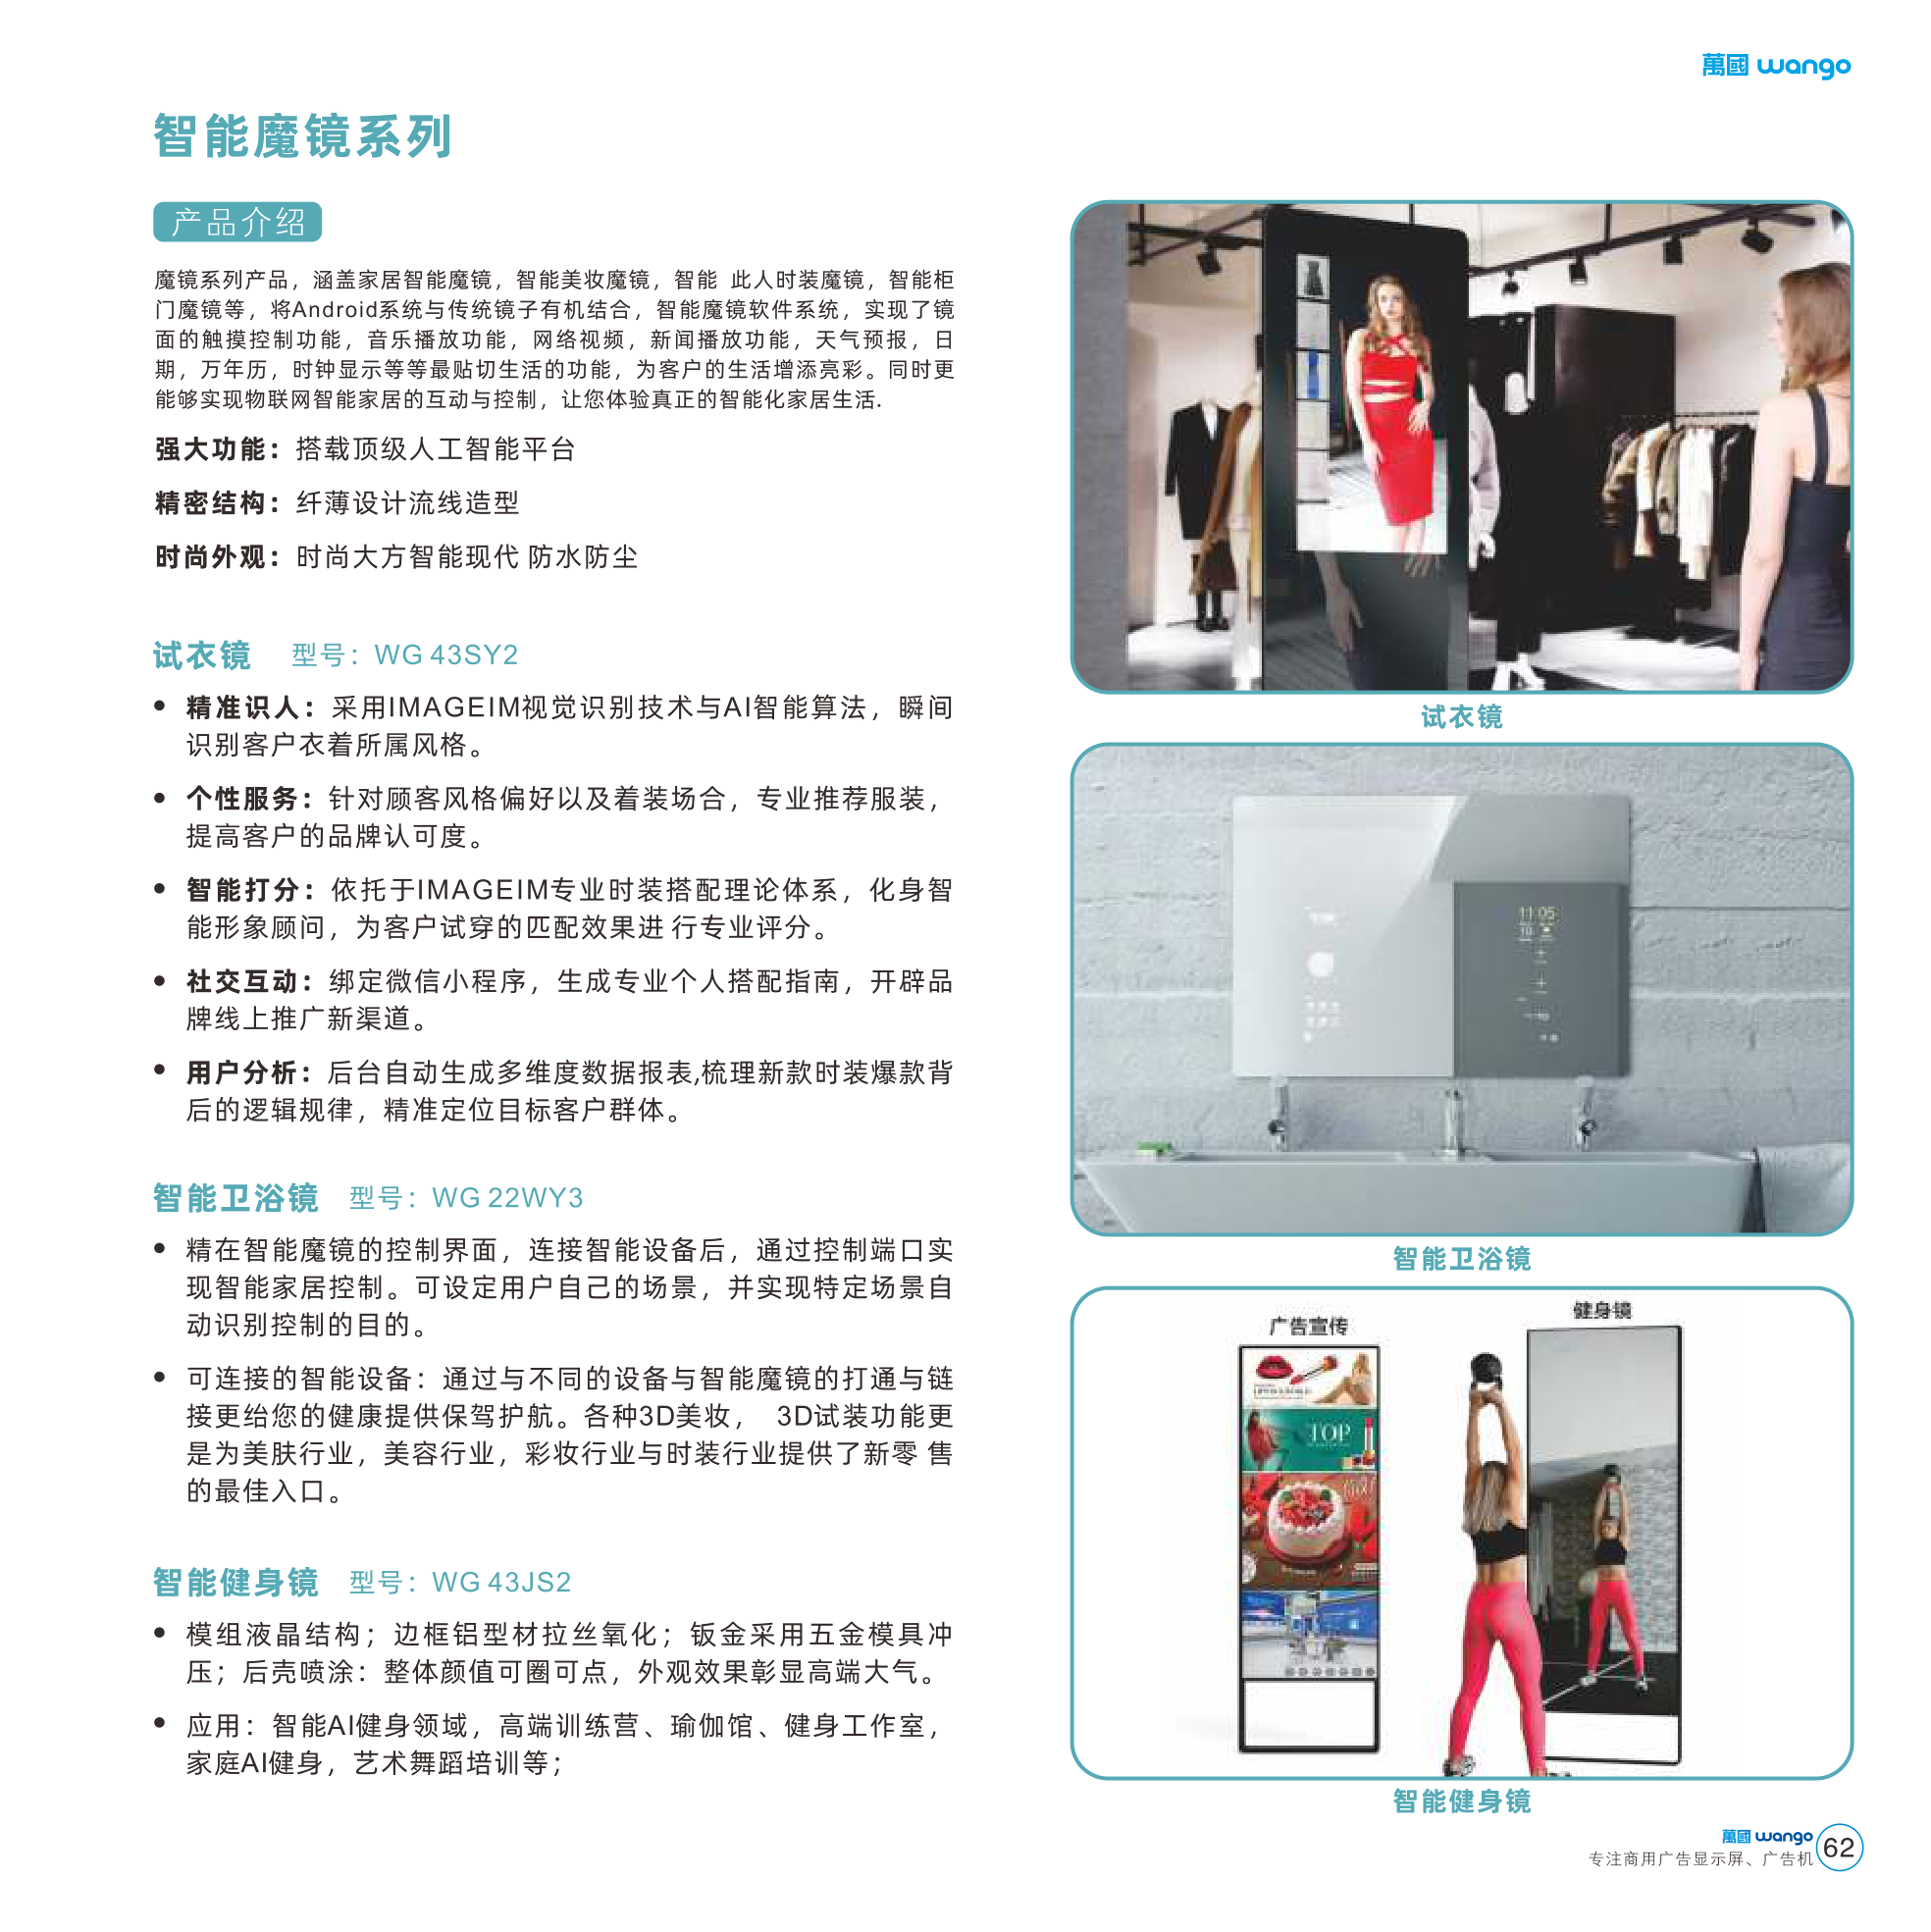 萬國 wango
智能魔镜系列
产品介绍
魔镜系列产品，涵盖家居智能魔镜，智能美妆魔镜，智能 此人时装魔镜，智能柜
门魔镜等，将Android系统与传统镜子有机结合，智能魔镜软件系统，实现了镜
面的触摸控制功能，音乐播放功能，网络视频，新闻播放功能，天气预报，日
期，万年历，时钟显示等等最贴切生活的功能，为客户的生活增添亮彩。同时更
能够实现物联网智能家居的互动与控制，让您体验真正的智能化家居生活.
强大功能：搭载顶级人工智能平台
精密结构：纤薄设计流线造型
时尚外观：时尚大方智能现代 防水防尘
试衣镜 型号：WG 43SY2
• 精准识人：采用IMAGEIM视觉识别技术与AI智能算法，瞬间
识别客户衣着所属风格。
• 个性服务：针对顾客风格偏好以及着装场合，专业推荐服装，
提高客户的品牌认可度。
• 智能打分：依托于IMAGEIM专业时装搭配理论体系，化身智
能形象顾问，为客户试穿的匹配效果进 行专业评分。
• 社交互动：绑定微信小程序，生成专业个人搭配指南，开辟品
牌线上推广新渠道。
• 用户分析：后台自动生成多维度数据报表,梳理新款时装爆款背
后的逻辑规律，精准定位目标客户群体。
智能卫浴镜 型号：WG 22WY3
• 精在智能魔镜的控制界面，连接智能设备后，通过控制端口实
现智能家居控制。可设定用户自己的场景，并实现特定场景自
动识别控制的目的。
• 可连接的智能设备：通过与不同的设备与智能魔镜的打通与链
接更给您的健康提供保驾护航。各种3D美妆， 3D试装功能更
是为美肤行业，美容行业，彩妆行业与时装行业提供了新零 售
的最佳入口。
智能健身镜 型号：WG 43JS2
• 模组液晶结构；边框铝型材拉丝氧化；钣金采用五金模具冲
压；后壳喷涂：整体颜值可圈可点，外观效果彰显高端大气。
• 应用：智能AI健身领域，高端训练营、瑜伽馆、健身工作室，
家庭AI健身，艺术舞蹈培训等；
试衣镜
11:05
10
智能卫浴镜
广告宣传
健身镜
TOP
智能健身镜
萬國 wango
专注商用广告显示屏、广告机
62